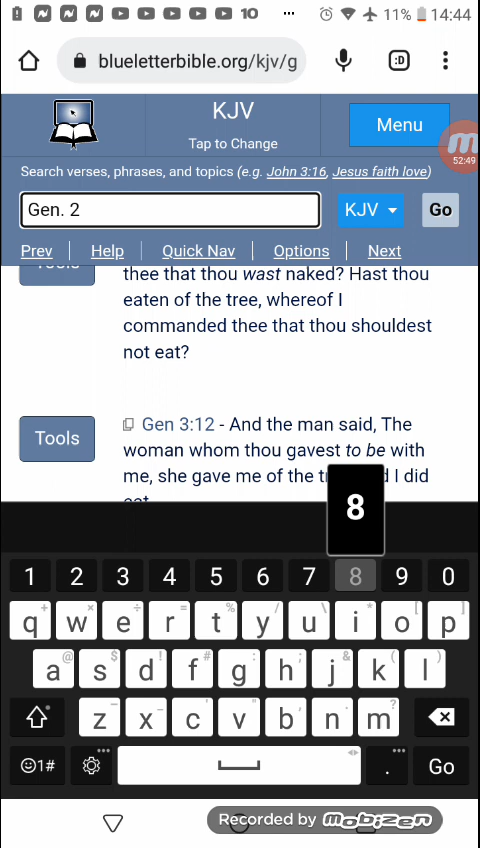 10 ... 11% 14:44
blueletterbible.org/kjv/g :D
KJV
Tap to Change
Menu
52:49
Search verses, phrases, and topics (e.g. John 3:16, Jesus faith love)
Gen. 2 KJV Go
Prev Help Quick Nav Options Next
Tools
thee that thou wast naked? Hast thou
eaten of the tree, whereof I
commanded thee that thou shouldest
not eat?
Tools
Gen 3:12 - And the man said, The
woman whom thou gavest to be with
me, she gave me of the I did
eat.
8
1 2 3 4 5 6 7 8 9 0
q w e r t y u i o p
a s d f g h j k l
z x c v b n m
1# . Go
Recorded by Mobizen